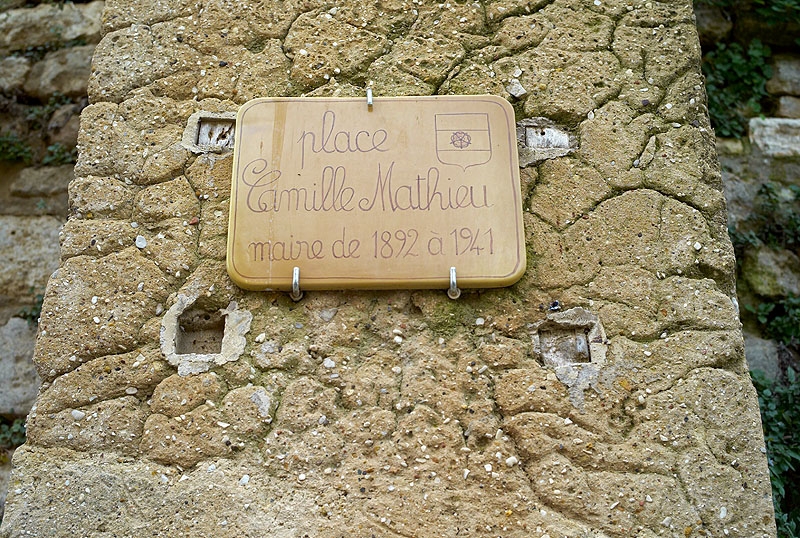 place
Camille Mathieu
maire de 1892 à 1941